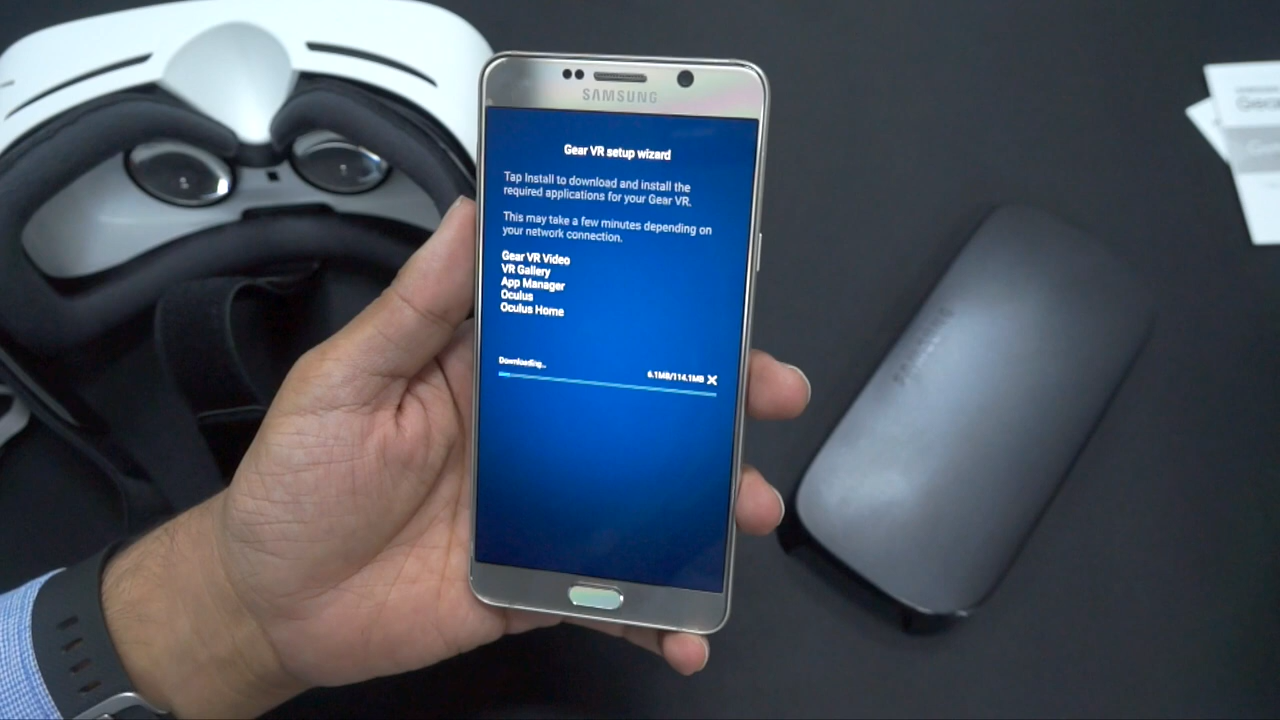 SAMSUNG
Gear VR setup wizard
Tap Install to download and install the
required applications for your Gear VR.
This may take a few minutes depending on
your network connection.
Gear VR Video
VR Gallery
App Manager
Oculus
Oculus Home
Downloading...
6.1MB/114.1MB
SAMSUNG
Gear